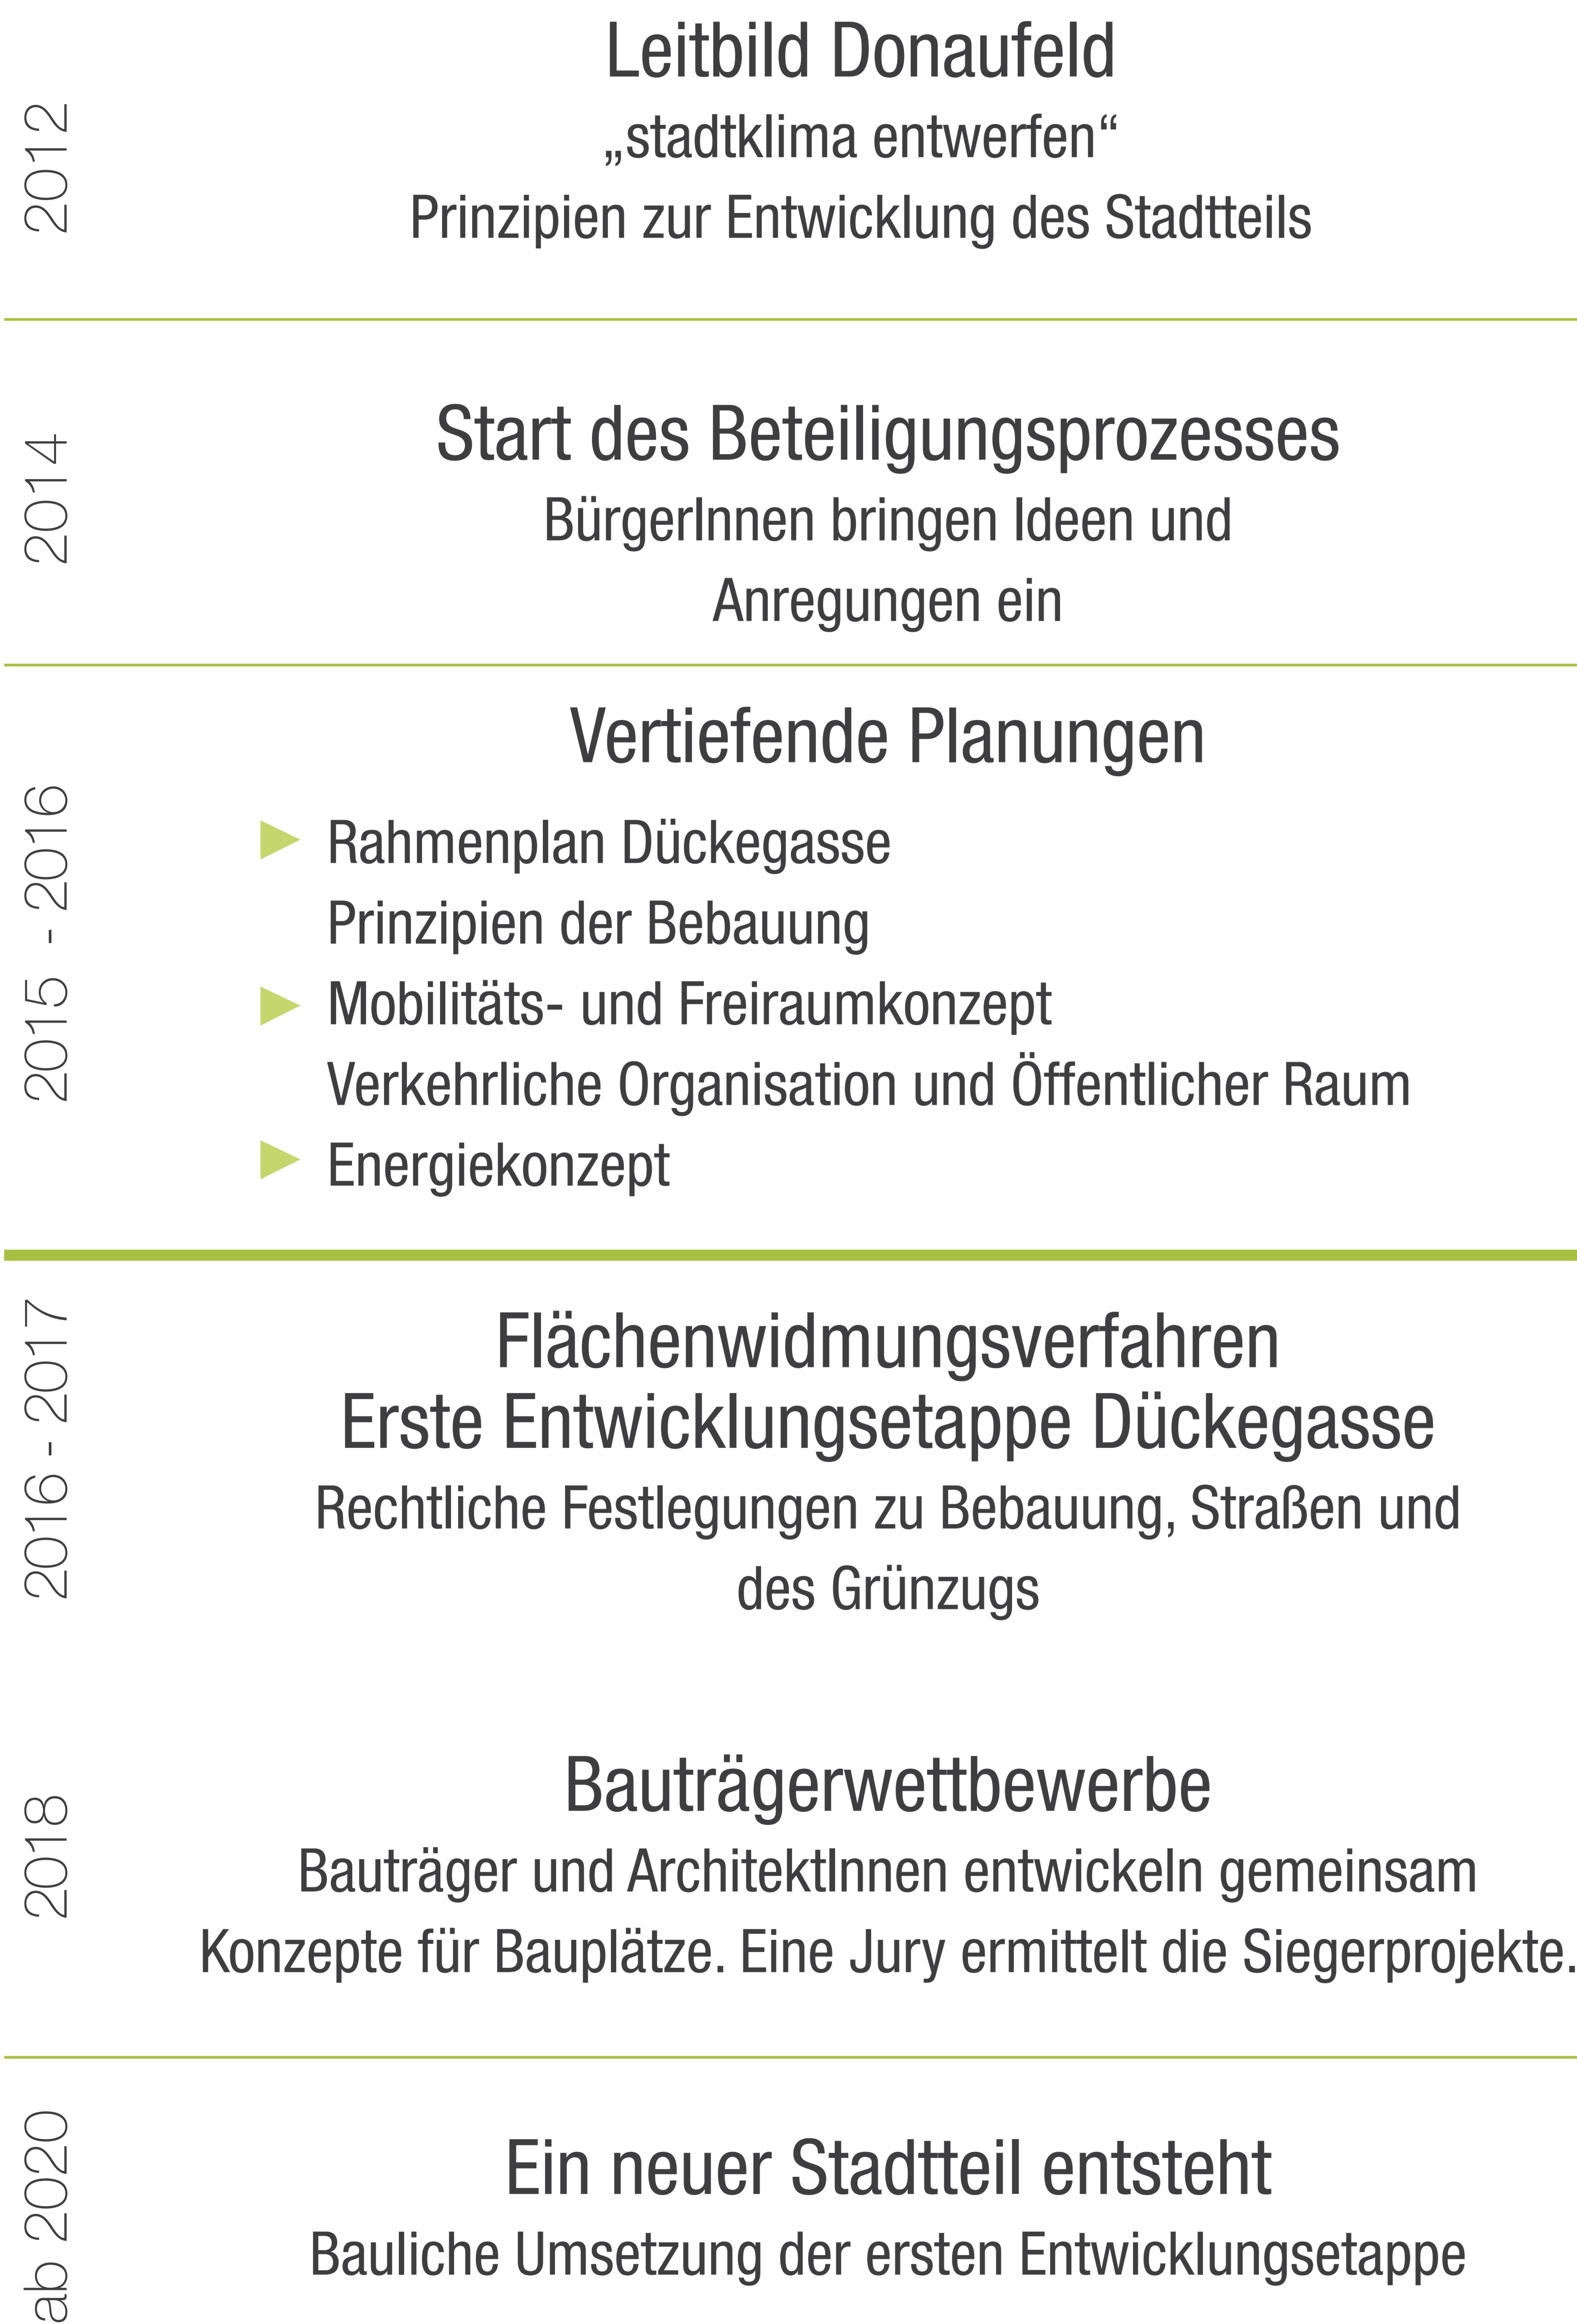 2012
Leitbild Donaufeld
„stadtklima entwerfen“
Prinzipien zur Entwicklung des Stadtteils
2014
Start des Beteiligungsprozesses
BürgerInnen bringen Ideen und
Anregungen ein
2015 - 2016
Vertiefende Planungen
Rahmenplan Dückegasse
Prinzipien der Bebauung
Mobilitäts- und Freiraumkonzept
Verkehrliche Organisation und Öffentlicher Raum
Energiekonzept
2016 - 2017
Flächenwidmungsverfahren
Erste Entwicklungsetappe Dückegasse
Rechtliche Festlegungen zu Bebauung, Straßen und
des Grünzugs
2018
Bauträgerwettbewerbe
Bauträger und ArchitektInnen entwickeln gemeinsam
Konzepte für Bauplätze. Eine Jury ermittelt die Siegerprojekte.
ab 2020
Ein neuer Stadtteil entsteht
Bauliche Umsetzung der ersten Entwicklungsetappe